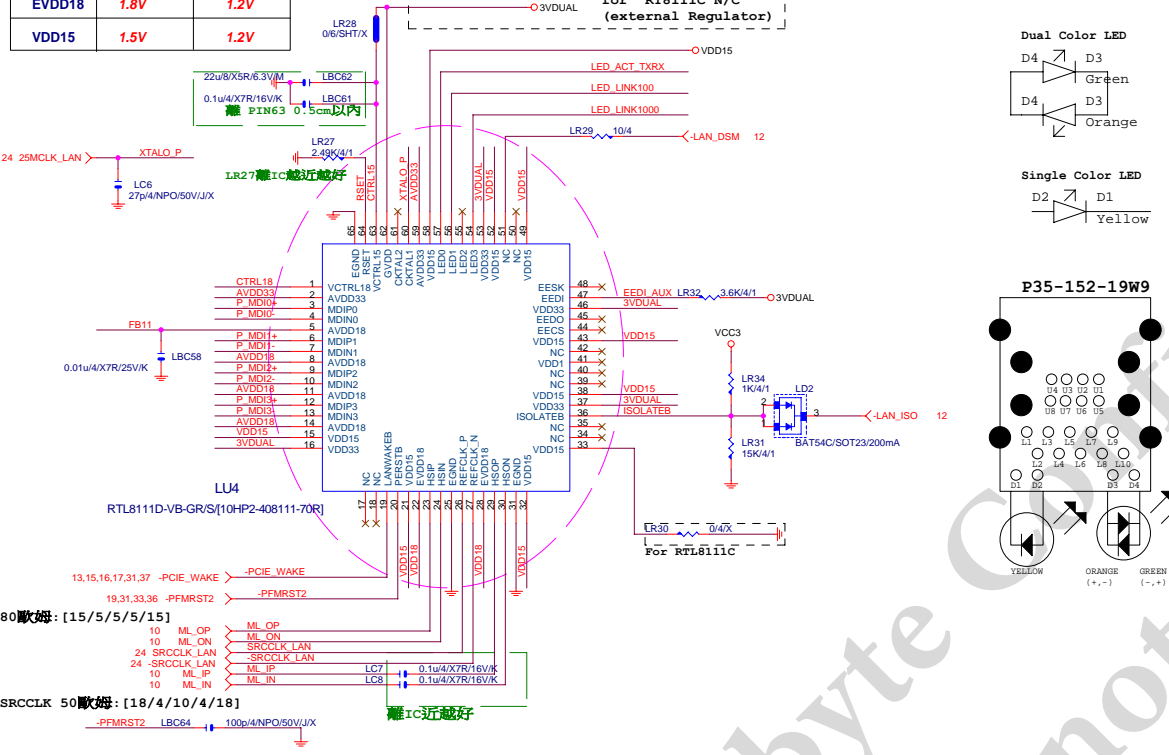 EVDD18 1.8V 1.2V
VDD15 1.5V 1.2V
3VDUAL
for RTL8111C N/C
(external Regulator)
LR28
0/6/SHT/X
VDD15
22u/8/X5R/6.3V/M LBC62
0.1u/4/X7R/16V/K LBC61
離 PIN63 0.5cm以內
LED_ACT_TXRX
LED_LINK100
LED_LINK1000
LR29 10/4
-LAN_DSM 12
24 25MCLK_LAN XTALO_P
LC6
27p/4/NPO/50V/J/X
LR27
2.49K/4/1
LR27離IC越近越好
RSET
CTRL15
XTALO_P
AVDD33
3VDUAL
VDD15
VDD15
65 64 63 62 61 60 59 58 57 56 55 54 53 52 51 50 49
EGND
RSET
VCTRL15
GVDD
CKTAL2
CKTAL1
AVDD33
VDD15
LED0
LED1
LED2
LED3
VDD33
VDD15
NC
NC
VDD15
CTRL18 1 VCTRL18
AVDD33 2 AVDD33
P_MDI0+ 3 MDIP0
P_MDI0- 4 MDIN0
FB11 5 AVDD18
P_MDI1+ 6 MDIP1
P_MDI1- 7 MDIN1
AVDD18 8 AVDD18
P_MDI2+ 9 MDIP2
P_MDI2- 10 MDIN2
AVDD18 11 AVDD18
P_MDI3+ 12 MDIP3
P_MDI3- 13 MDIN3
AVDD18 14 AVDD18
VDD15 15 VDD15
3VDUAL 16 VDD33
LBC58
0.01u/4/X7R/25V/K
EESK 48
EEDI 47 EEDI_AUX LR32 3.6K/4/1 3VDUAL
VDD33 46 3VDUAL
EEDO 45
EECS 44
VDD15 43 VDD15
NC 42
VDD1 41
NC 40
NC 39
VDD15 38 VDD15
VDD33 37 3VDUAL
ISOLATEB 36 ISOLATEB
NC 35
NC 34
VDD15 33
VCC3
LR34
1K/4/1
LD2
2
1
3
-LAN_ISO 12
BAT54C/SOT23/200mA
LR31
15K/4/1
LR30 0/4/X
For RTL8111C
NC
NC
LANWAKEB
PERSTB
VDD15
EVDD18
HSIP
HSIN
EGND
REFCLK_P
REFCLK_N
EVDD18
HSOP
HSON
EGND
VDD15
17 18 19 20 21 22 23 24 25 26 27 28 29 30 31 32
VDD15
VDD18
VDD18
VDD15
LU4
RTL8111D-VB-GR/S/[10HP2-408111-70R]
13,15,16,17,31,37 -PCIE_WAKE -PCIE_WAKE
19,31,33,36 -PFMRST2 -PFMRST2
80歐姆:[15/5/5/5/15]
10 ML_OP ML_OP
10 ML_ON ML_ON
24 SRCCLK_LAN SRCCLK_LAN
24 -SRCCLK_LAN -SRCCLK_LAN
10 ML_IP ML_IP LC7 0.1u/4/X7R/16V/K
10 ML_IN ML_IN LC8 0.1u/4/X7R/16V/K
SRCCLK 50歐姆:[18/4/10/4/18]
離IC近越好
-PFMRST2 LBC64 100p/4/NPO/50V/J/X
Dual Color LED
D4 D3
Green
D4 D3
Orange
Single Color LED
D2 D1
Yellow
P35-152-19W9
U4 U3 U2 U1
U8 U7 U6 U5
L1 L3 L5 L7 L9
L2 L4 L6 L8 L10
D1 D2 D3 D4
YELLOW
ORANGE
(+,-)
GREEN
(-,+)